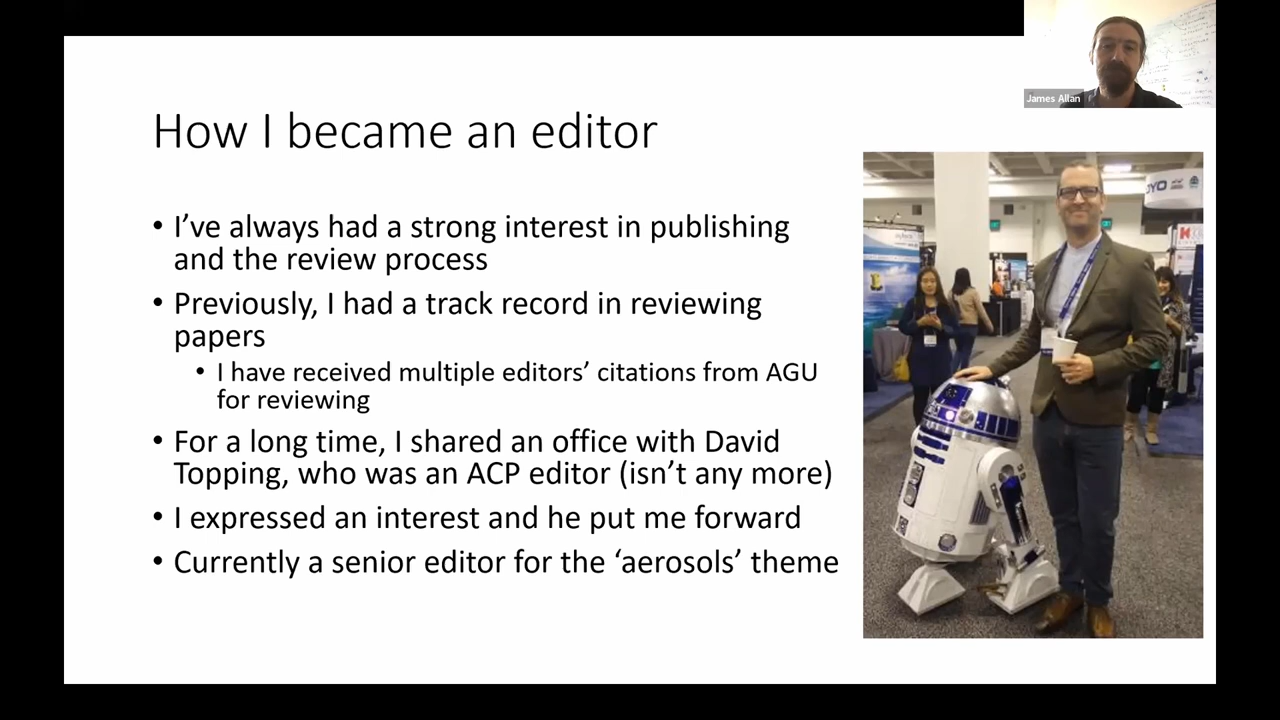 James Allan
How I became an editor
• I’ve always had a strong interest in publishing
and the review process
• Previously, I had a track record in reviewing
papers
• I have received multiple editors’ citations from AGU
for reviewing
• For a long time, I shared an office with David
Topping, who was an ACP editor (isn’t any more)
• I expressed an interest and he put me forward
• Currently a senior editor for the ‘aerosols’ theme